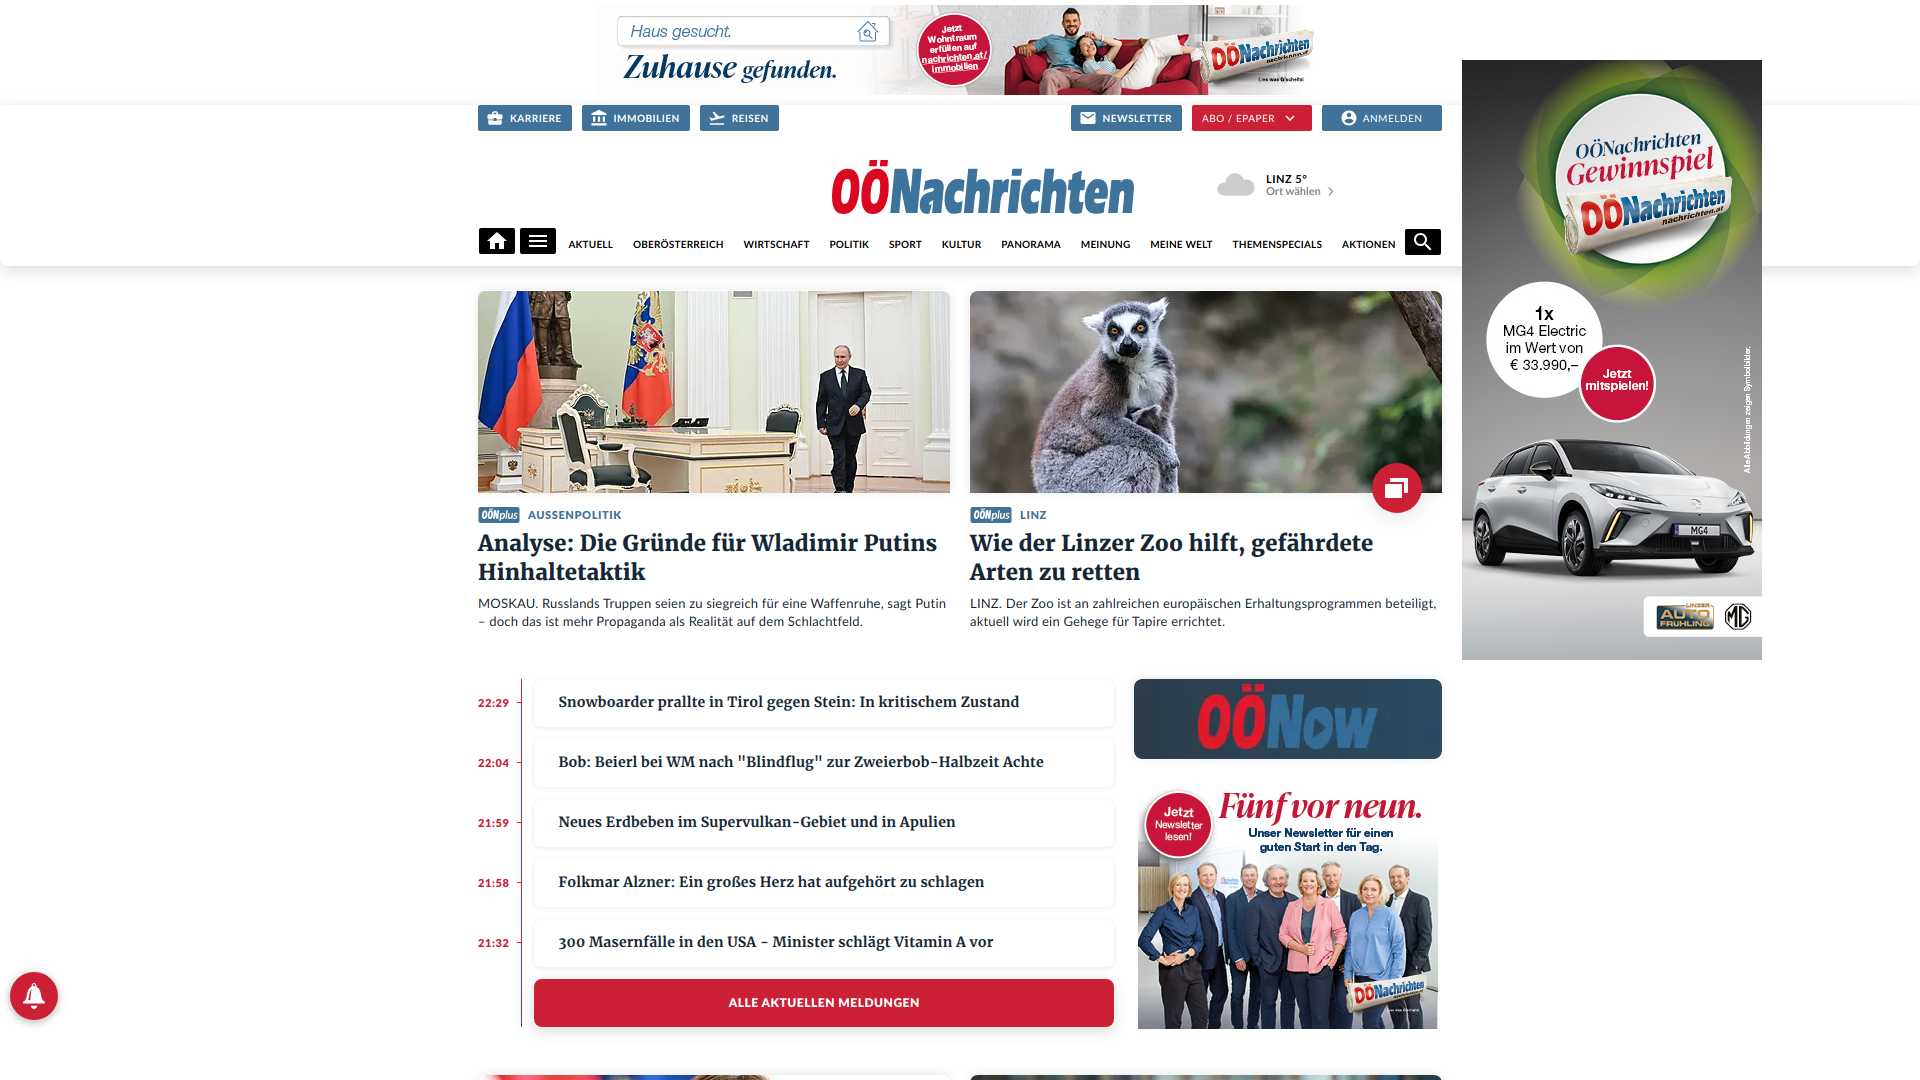 Haus gesucht.
Zuhause gefunden.
Jetzt
Wohntraum
erfüllen auf
nachrichten.at/
immobilien
OÖNachrichten
nachrichten.at
Lies was G'scheits!
KARRIERE
IMMOBILIEN
REISEN
NEWSLETTER
ABO / EPAPER
ANMELDEN
OÖNachrichten
LINZ 5°
Ort wählen
AKTUELL
OBERÖSTERREICH
WIRTSCHAFT
POLITIK
SPORT
KULTUR
PANORAMA
MEINUNG
MEINE WELT
THEMENSPECIALS
AKTIONEN
OÖNachrichten
Gewinnspiel
OÖNachrichten
nachrichten.at
1x
MG4 Electric
im Wert von
€ 33.990,–
Jetzt
mitspielen!
Alle Abbildungen zeigen Symbolbilder.
MG4
LINZER
AUTO
FRÜHLING
MG
OÖNplus AUSSENPOLITIK
Analyse: Die Gründe für Wladimir Putins
Hinhaltetaktik
MOSKAU. Russlands Truppen seien zu siegreich für eine Waffenruhe, sagt Putin
– doch das ist mehr Propaganda als Realität auf dem Schlachtfeld.
OÖNplus LINZ
Wie der Linzer Zoo hilft, gefährdete
Arten zu retten
LINZ. Der Zoo ist an zahlreichen europäischen Erhaltungsprogrammen beteiligt,
aktuell wird ein Gehege für Tapire errichtet.
22:29 Snowboarder prallte in Tirol gegen Stein: In kritischem Zustand
22:04 Bob: Beierl bei WM nach "Blindflug" zur Zweierbob-Halbzeit Achte
21:59 Neues Erdbeben im Supervulkan-Gebiet und in Apulien
21:58 Folkmar Alzner: Ein großes Herz hat aufgehört zu schlagen
21:32 300 Masernfälle in den USA - Minister schlägt Vitamin A vor
ALLE AKTUELLEN MELDUNGEN
OÖNow
Jetzt
Newsletter
lesen!
Fünf vor neun.
Unser Newsletter für einen
guten Start in den Tag.
OÖNachrichten